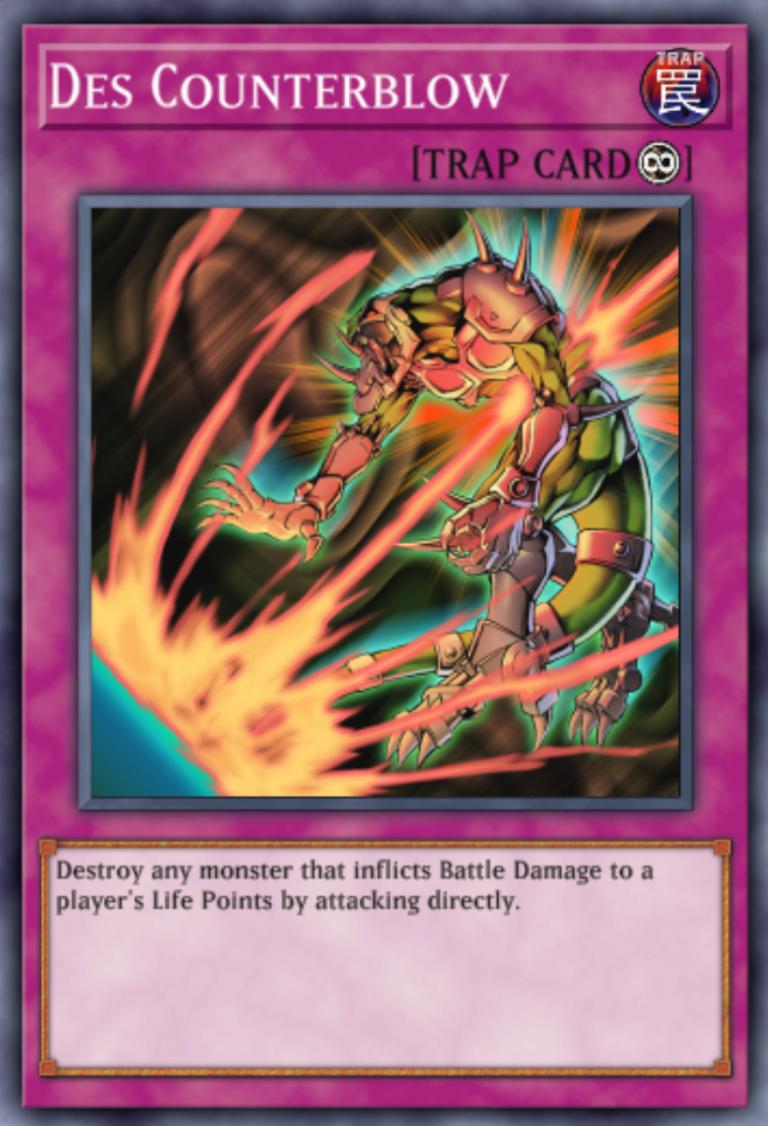 Des Counterblow
TRAP
罠
[TRAP CARD∞]
Destroy any monster that inflicts Battle Damage to a
player's Life Points by attacking directly.